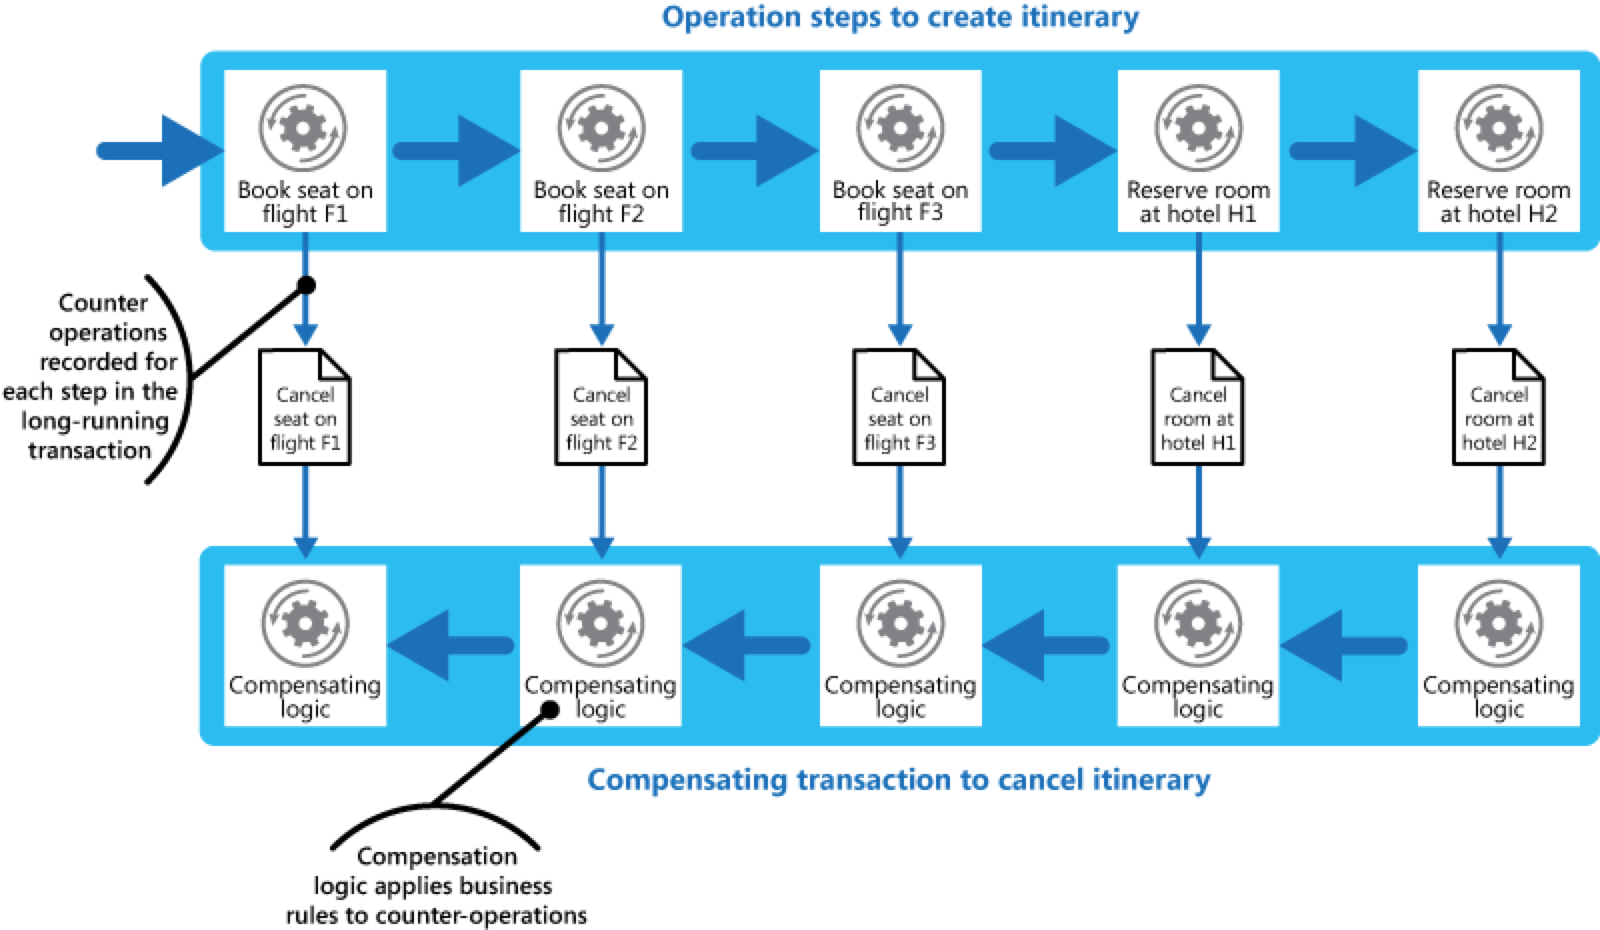 Operation steps to create itinerary
Book seat on
flight F1
Book seat on
flight F2
Book seat on
flight F3
Reserve room
at hotel H1
Reserve room
at hotel H2
Counter
operations
recorded for
each step in the
long-running
transaction
Cancel
seat on
flight F1
Cancel
seat on
flight F2
Cancel
seat on
flight F3
Cancel
room at
hotel H1
Cancel
room at
hotel H2
Compensating
logic
Compensating
logic
Compensating
logic
Compensating
logic
Compensating
logic
Compensating transaction to cancel itinerary
Compensation
logic applies business
rules to counter-operations